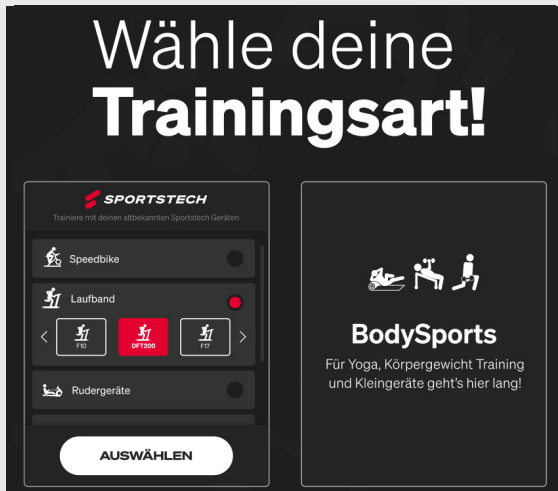 Wähle deine
Trainingsart!
SPORTSTECH
Trainiere mit deinen altbekannten Sportstech Geräten
Speedbike
Laufband
F10
DFT200
F17
Rudergeräte
AUSWÄHLEN
BodySports
Für Yoga, Körpergewicht Training
und Kleingeräte geht's hier lang!